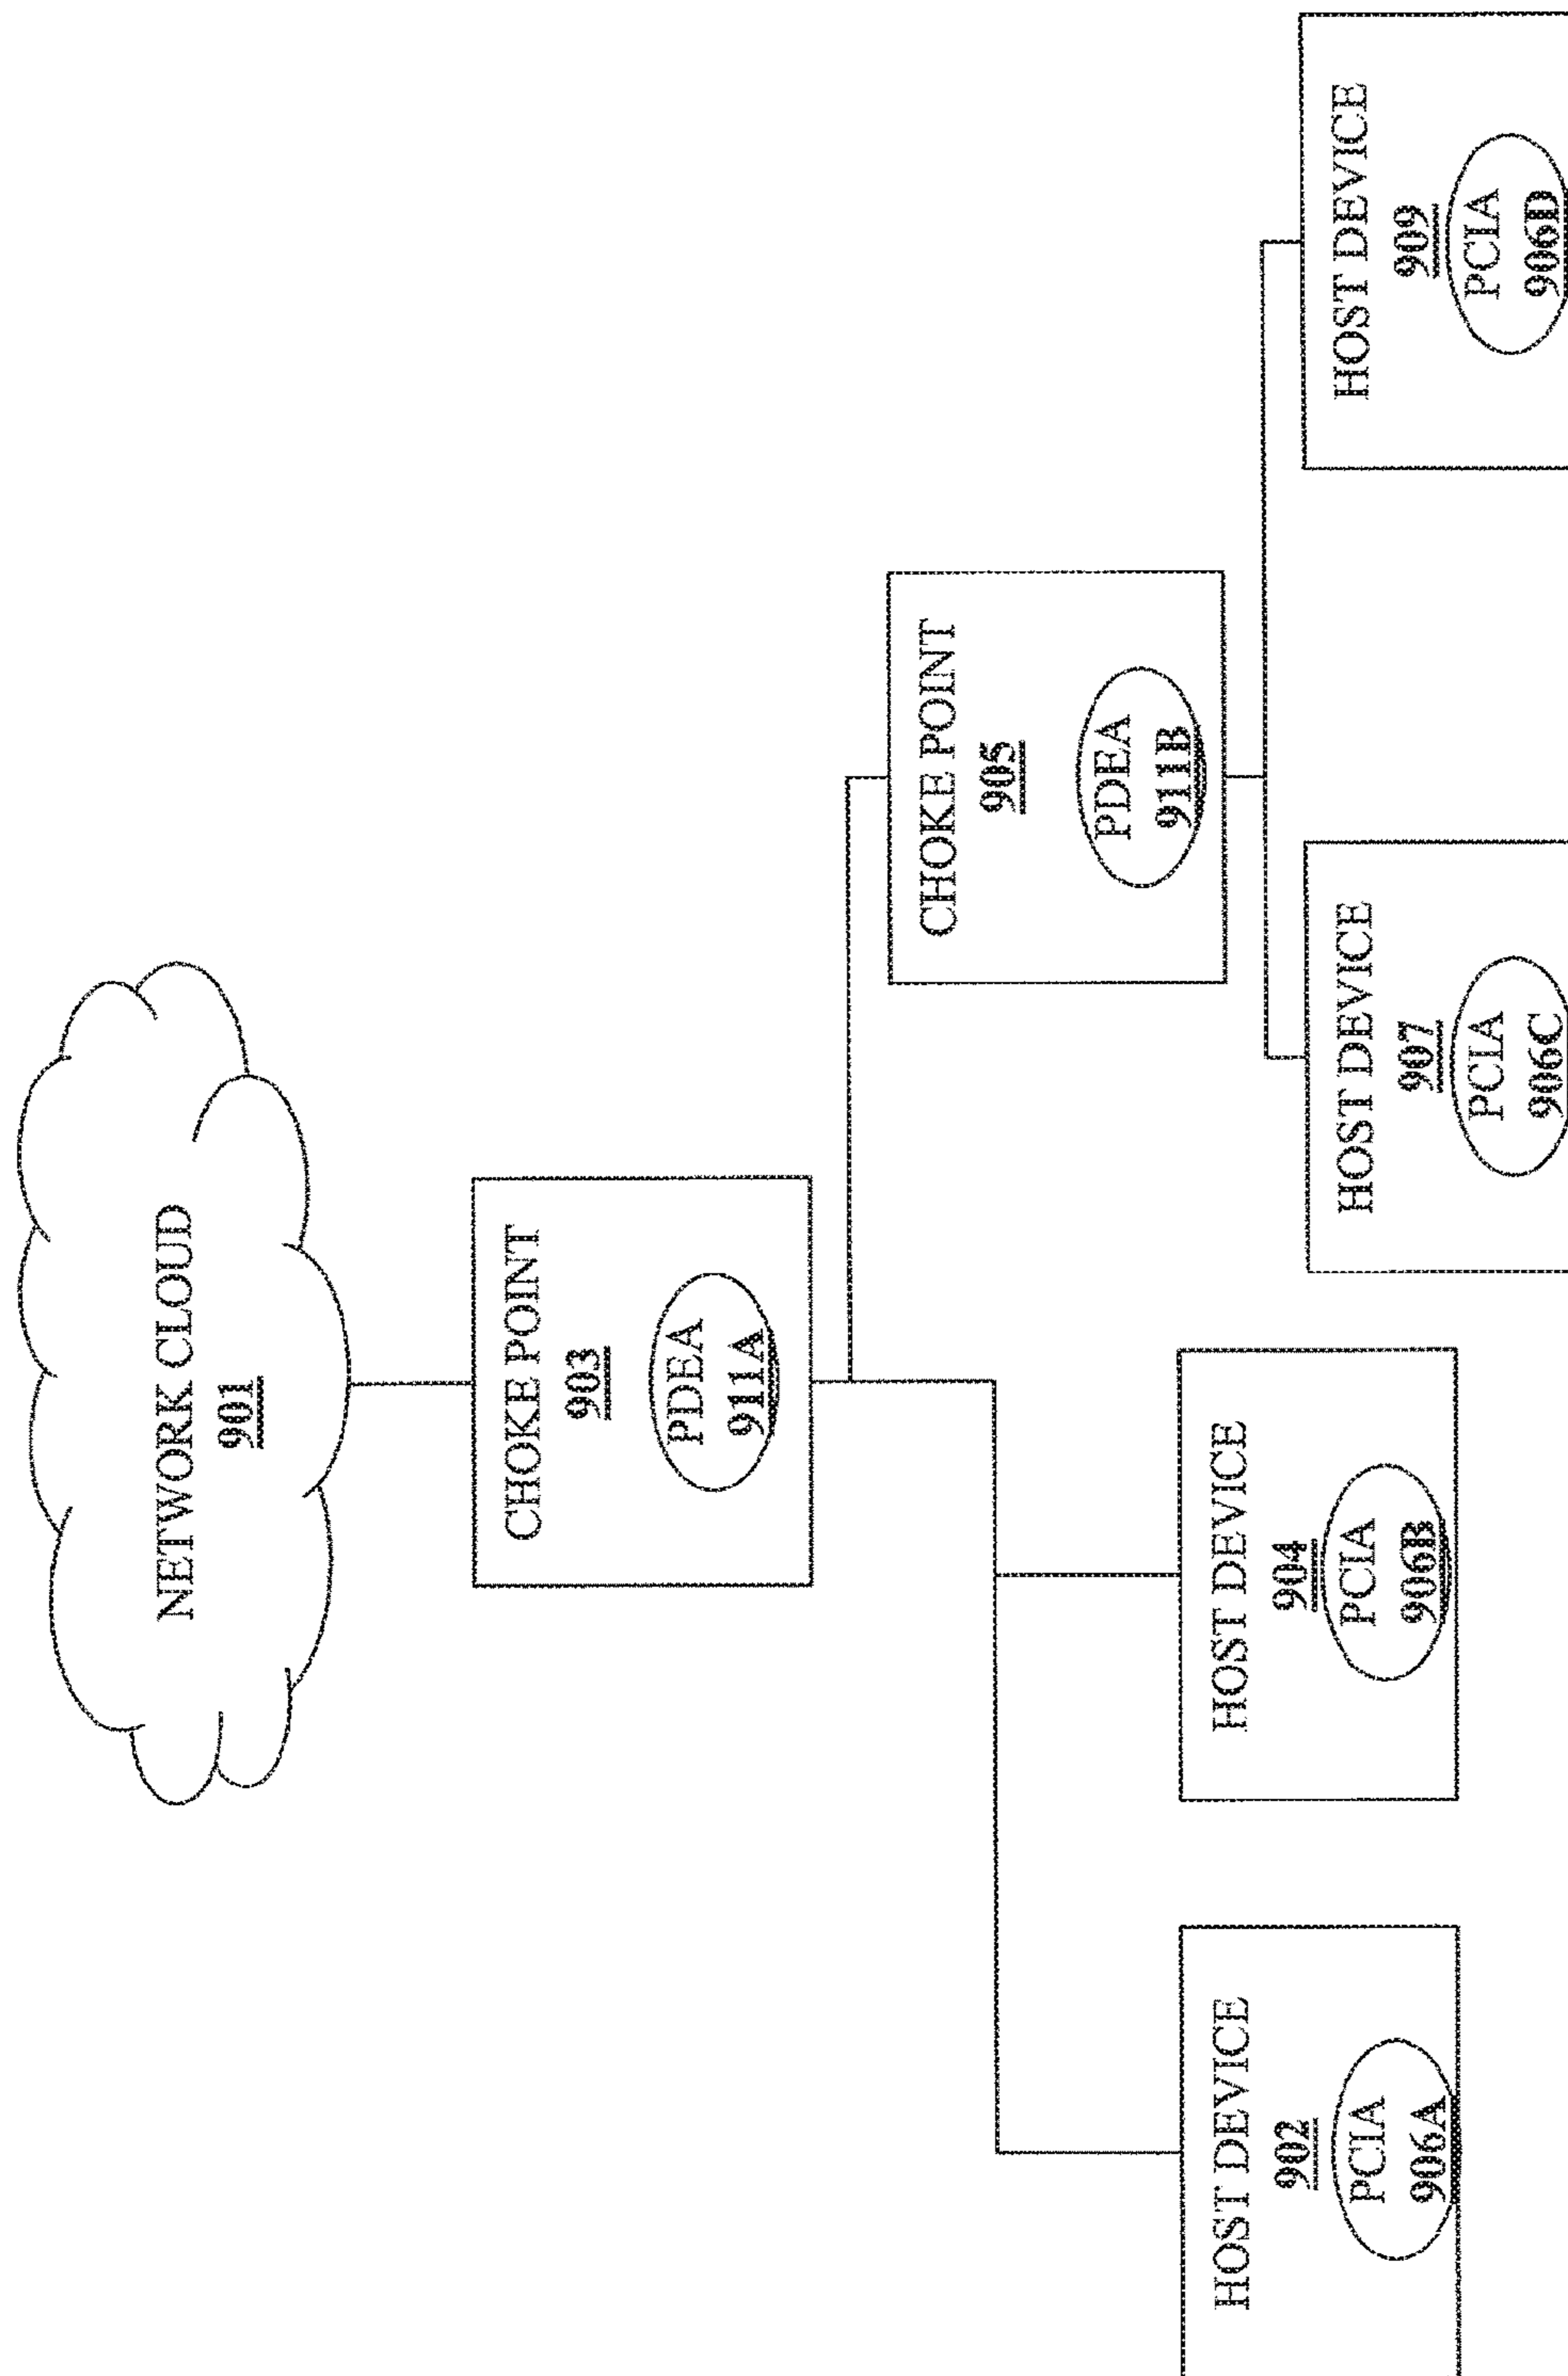 NETWORK CLOUD
901
CHOKE POINT
903
PDEA
911A
CHOKE POINT
905
PDEA
911B
HOST DEVICE
902
PCIA
906A
HOST DEVICE
904
PCIA
906B
HOST DEVICE
907
PCIA
906C
HOST DEVICE
909
PCIA
906D